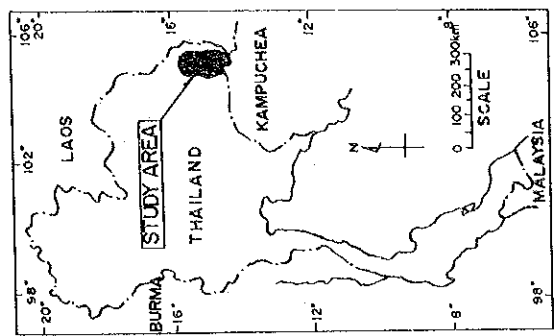 98° 102° 106°
20° 20°
LAOS
STUDY AREA
BURMA
16° 16°
THAILAND
KAMPUCHEA
12° 12°
N
0 100 200 300km
SCALE
8° 8°
MALAYSIA
98° 106°